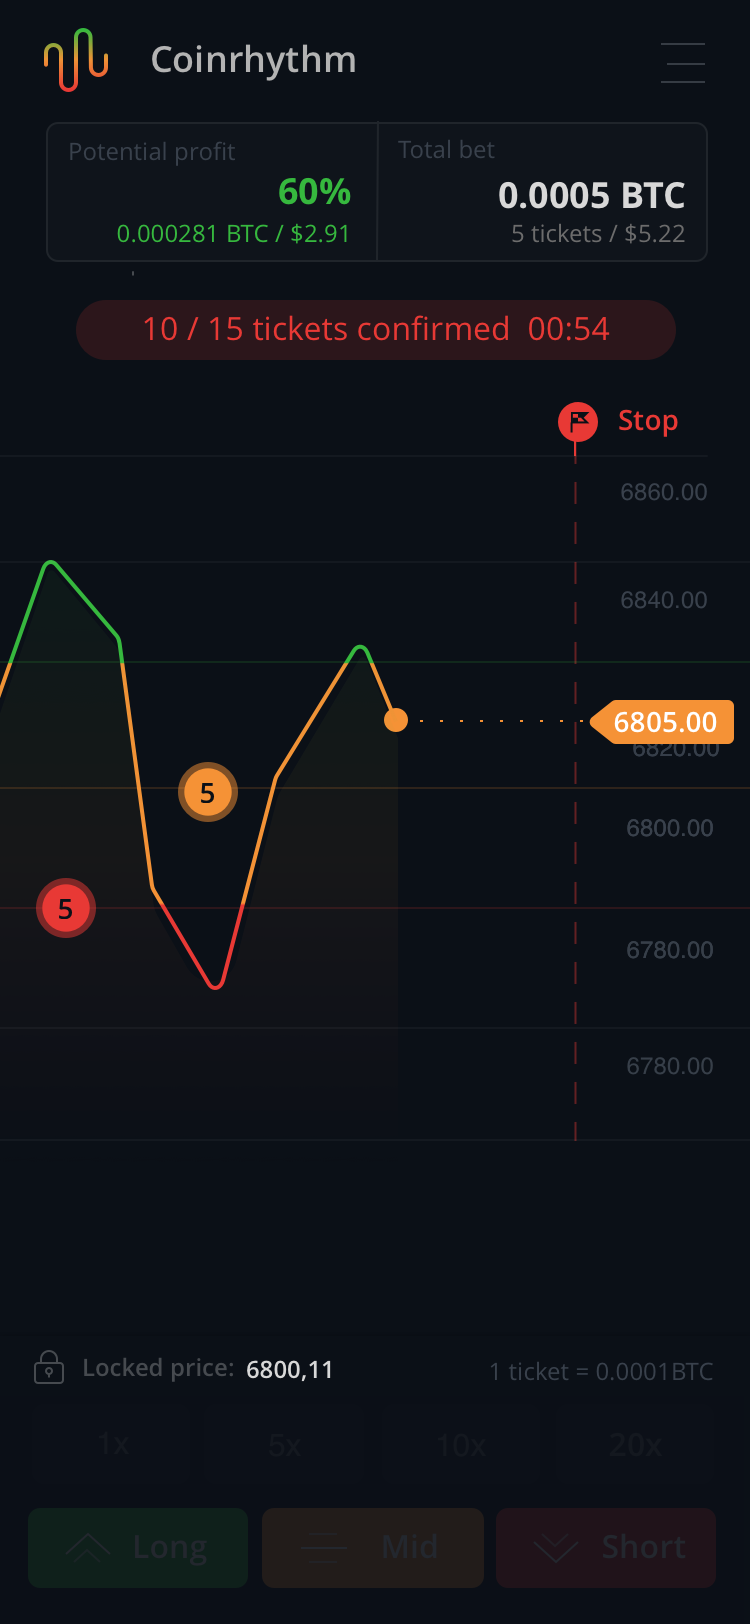 Coinrhythm
Potential profit
60%
0.000281 BTC / $2.91
Total bet
0.0005 BTC
5 tickets / $5.22
10 / 15 tickets confirmed 00:54
Stop
6860.00
6840.00
6805.00
6820.00
5
6800.00
5
6780.00
6780.00
Locked price: 6800,11
1 ticket = 0.0001BTC
1x
5x
10x
20x
Long
Mid
Short